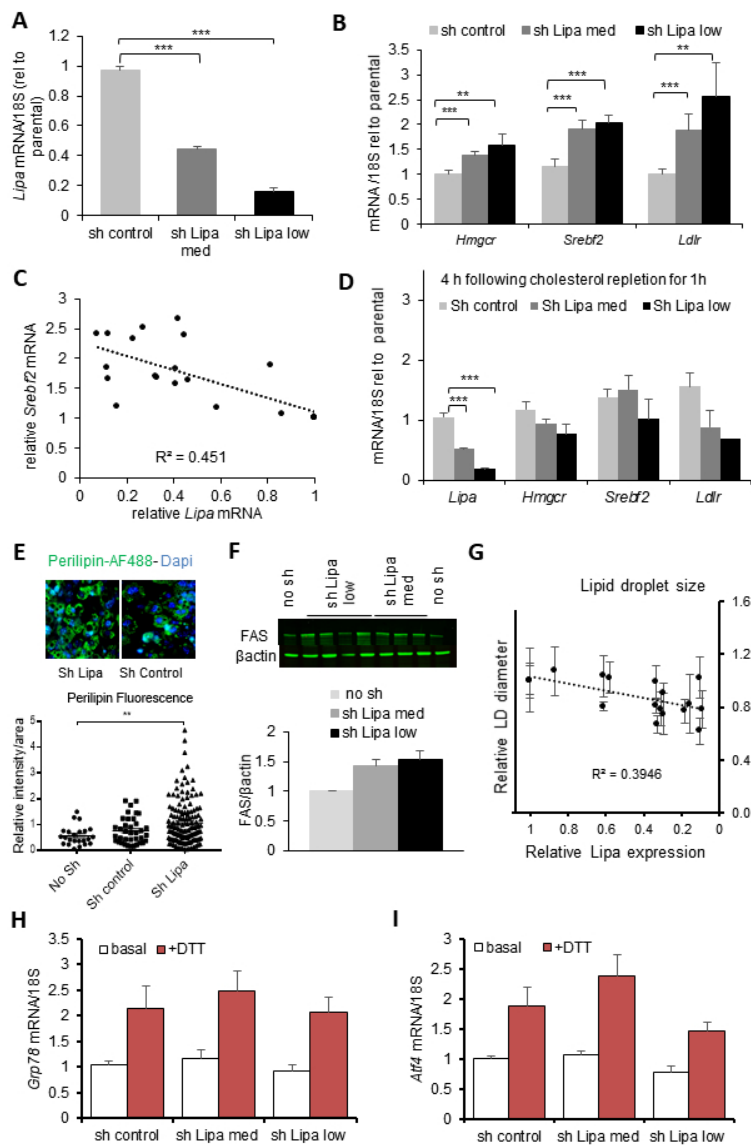 A
***
***
Lipa mRNA/18S (rel to
parental)
1.2
1
0.8
0.6
0.4
0.2
0
sh control
sh Lipa
med
sh Lipa low
B
sh control
sh Lipa med
sh Lipa low
mRNA /18S rel to parental
3.5
3
2.5
2
1.5
1
0.5
0
**
***
***
***
**
***
Hmgcr
Srebf2
Ldlr
C
relative Srebf2 mRNA
3
2.5
2
1.5
1
0.5
0
R² = 0.451
0
0.2
0.4
0.6
0.8
1
relative Lipa mRNA
D
4 h following cholesterol repletion for 1h
Sh control
Sh Lipa med
Sh Lipa low
mRNA/18S rel to parental
2
1
0
***
***
Lipa
Hmgcr
Srebf2
Ldlr
E
Perilipin-AF488-Dapi
Sh Lipa
Sh Control
Perilipin Fluorescence
**
Relative intensity/area
5
4
3
2
1
0
No Sh
Sh control
Sh Lipa
F
no sh
sh Lipa
low
sh Lipa
med
no sh
FAS
βactin
no sh
sh Lipa med
sh Lipa low
FAS/βactin
2
1.5
1
0.5
0
G
Lipid droplet size
1.6
1.2
0.8
0.4
0.0
Relative LD diameter
R² = 0.3946
1
0.8
0.6
0.4
0.2
0
Relative Lipa expression
H
basal
+DTT
Grp78 mRNA/18S
3.5
3
2.5
2
1.5
1
0.5
0
sh control
sh Lipa med
sh Lipa low
I
basal
+DTT
Atf4 mRNA/18S
3
2.5
2
1.5
1
0.5
0
sh control
sh Lipa med
sh Lipa low